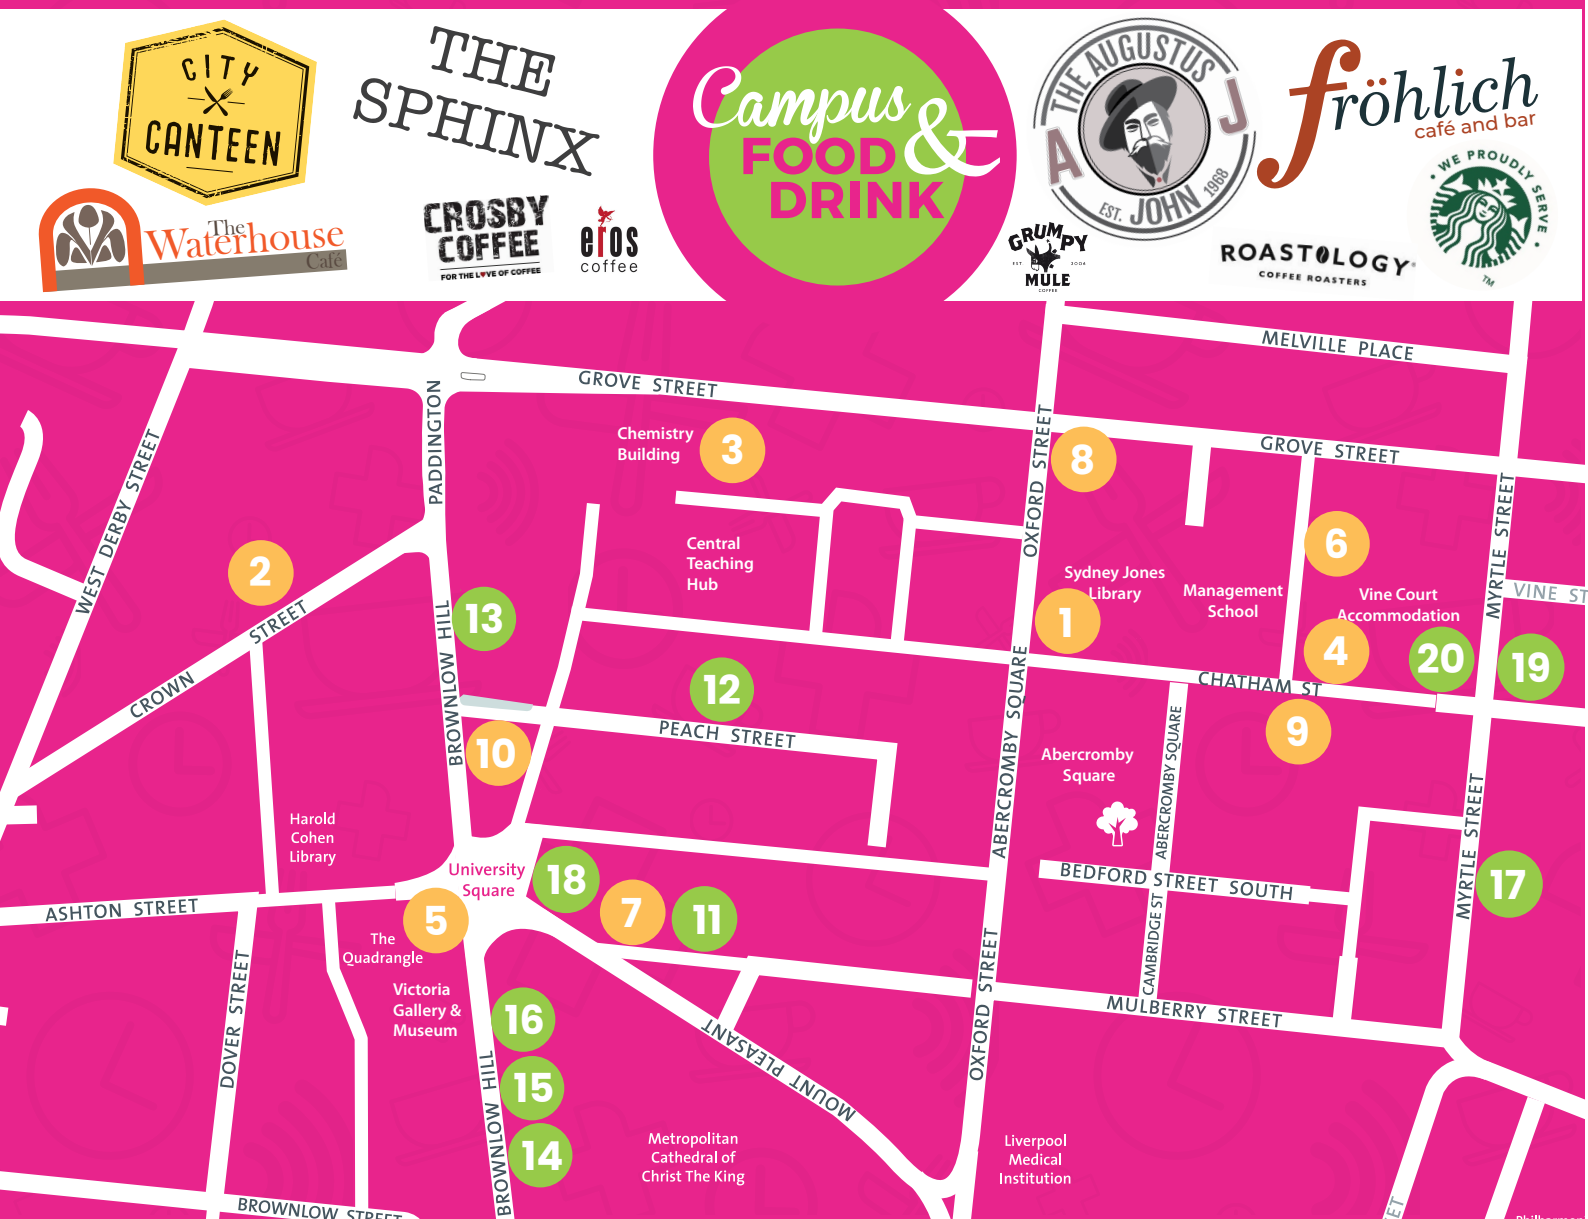 CITY
CANTEEN
THE
SPHINX
The
Waterhouse
Café
CROSBY
COFFEE
FOR THE LOVE OF COFFEE
eros
coffee
Campus &
FOOD
DRINK
THE AUGUSTUS
A J
EST. JOHN 1968
GRUMPY
EST 2006
MULE
COFFEE
fröhlich
café and bar
ROASTOLOGY
COFFEE ROASTERS
• WE PROUDLY SERVE •
TM
MELVILLE PLACE
GROVE STREET
GROVE STREET
PADDINGTON
WEST DERBY STREET
OXFORD STREET
MYRTLE STREET
Chemistry
Building
3
8
2
6
Central
Teaching
Hub
Sydney Jones
Library
1
Management
School
Vine Court
Accommodation
VINE ST
4
20
19
13
BROWNLOW HILL
CROWN STREET
12
PEACH STREET
10
ABERCROMBY SQUARE
CHATHAM ST
9
Abercromby
Square
ABERCROMBY SQUARE
MYRTLE STREET
Harold
Cohen
Library
University
Square
18
7
11
5
17
BEDFORD STREET SOUTH
ASHTON STREET
The
Quadrangle
Victoria
Gallery &
Museum
CAMBRIDGE ST
DOVER STREET
OXFORD STREET
MULBERRY STREET
16
15
14
MOUNT PLEASANT
BROWNLOW HILL
Metropolitan
Cathedral of
Christ The King
Liverpool
Medical
Institution
BROWNLOW STREET
ET